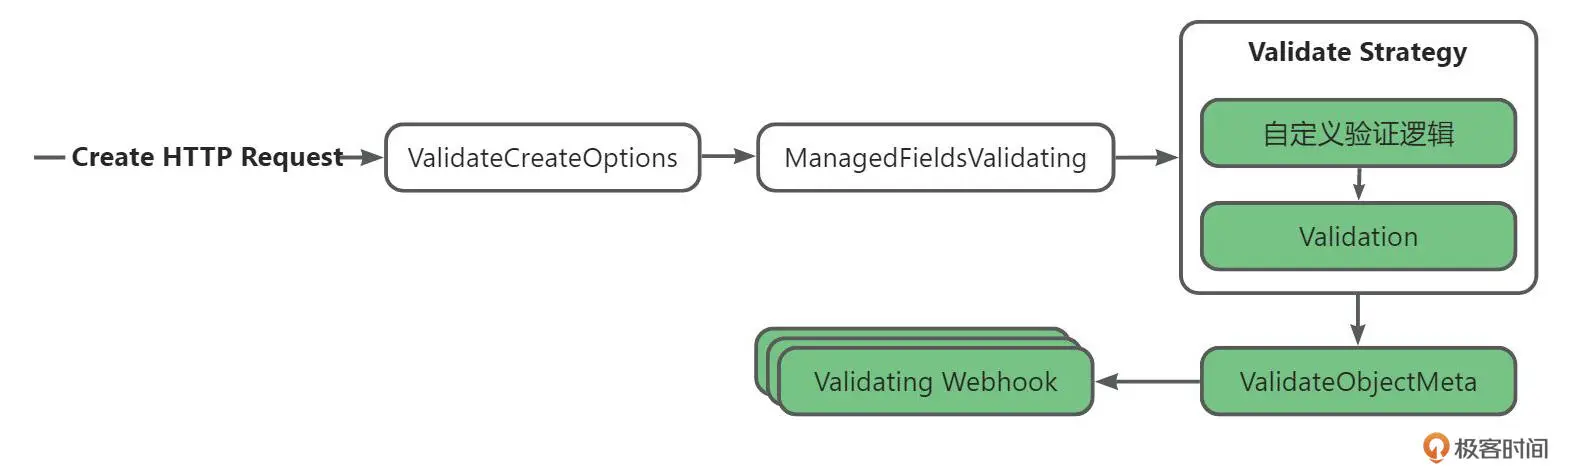 Create HTTP Request
ValidateCreateOptions
ManagedFieldsValidating
Validate Strategy
自定义验证逻辑
Validation
ValidateObjectMeta
Validating Webhook
极客时间